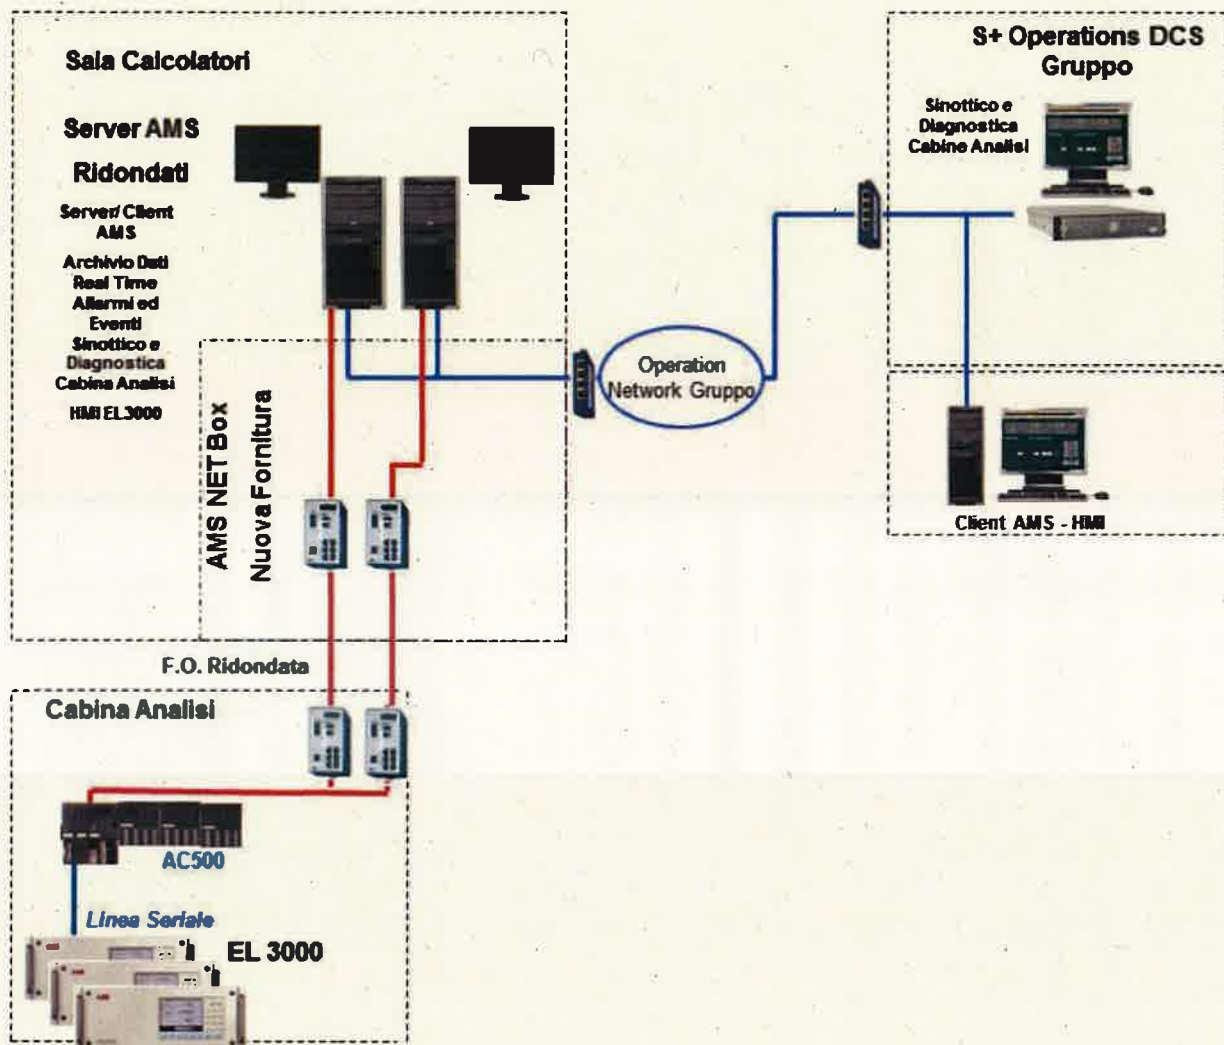 Sala Calcolatori
Server AMS
Ridondati
Server/Client
AMS
Archivio Dati
Real Time
Allarmi ed
Eventi
Sinottico e
Diagnostica
Cabina Analisi
HMI EL3000
AMS NET Box
Nuova Fornitura
Operation
Network Gruppo
S+ Operations DCS
Gruppo
Sinottico e
Diagnostica
Cabine Analisi
Client AMS - HMI
F.O. Ridondata
Cabina Analisi
AC500
Linea Seriale
EL 3000
ABB